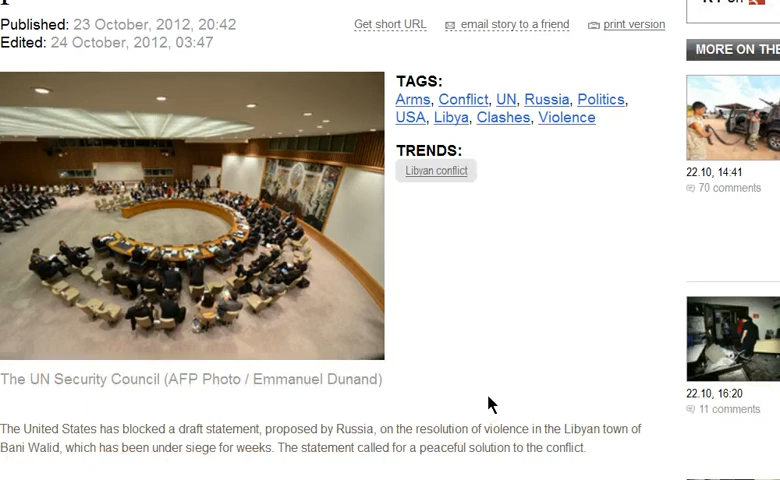 Published: 23 October, 2012, 20:42
Edited: 24 October, 2012, 03:47
Get short URL
email story to a friend
print version
TAGS:
Arms, Conflict, UN, Russia, Politics,
USA, Libya, Clashes, Violence
TRENDS:
Libyan conflict
The UN Security Council (AFP Photo / Emmanuel Dunand)
The United States has blocked a draft statement, proposed by Russia, on the resolution of violence in the Libyan town of
Bani Walid, which has been under siege for weeks. The statement called for a peaceful solution to the conflict.
MORE ON THE
22.10, 14:41
70 comments
22.10, 16:20
11 comments